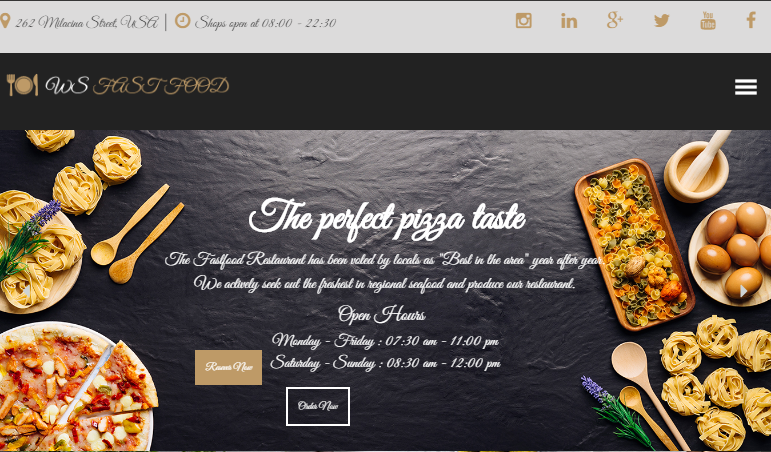 262 Milacina Street, USA | Shops open at 08:00 - 22:30
WS FAST FOOD
The perfect pizza taste
The Fastfood Restaurant has been voted by locals as "Best in the area" year after year.
We actively seek out the freshest in regional seafood and produce our restaurant.
Open Hours
Monday - Friday : 07:30 am - 11:00 pm
Saturday - Sunday : 08:30 am - 12:00 pm
Reserver Now
Order Now